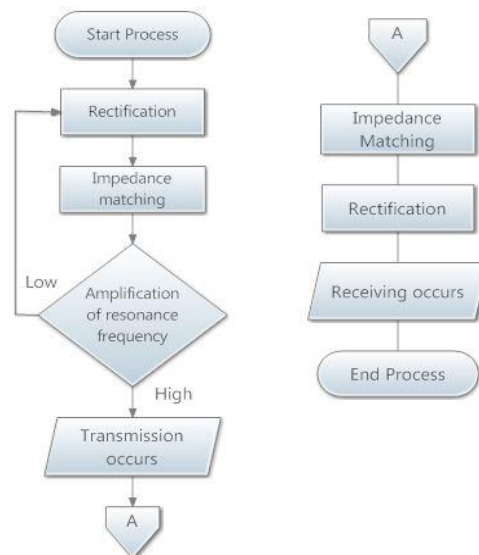 Start Process
Rectification
Impedance
matching
Low
Amplification
of resonance
frequency
High
Transmission
occurs
A
A
Impedance
Matching
Rectification
Receiving occurs
End Process